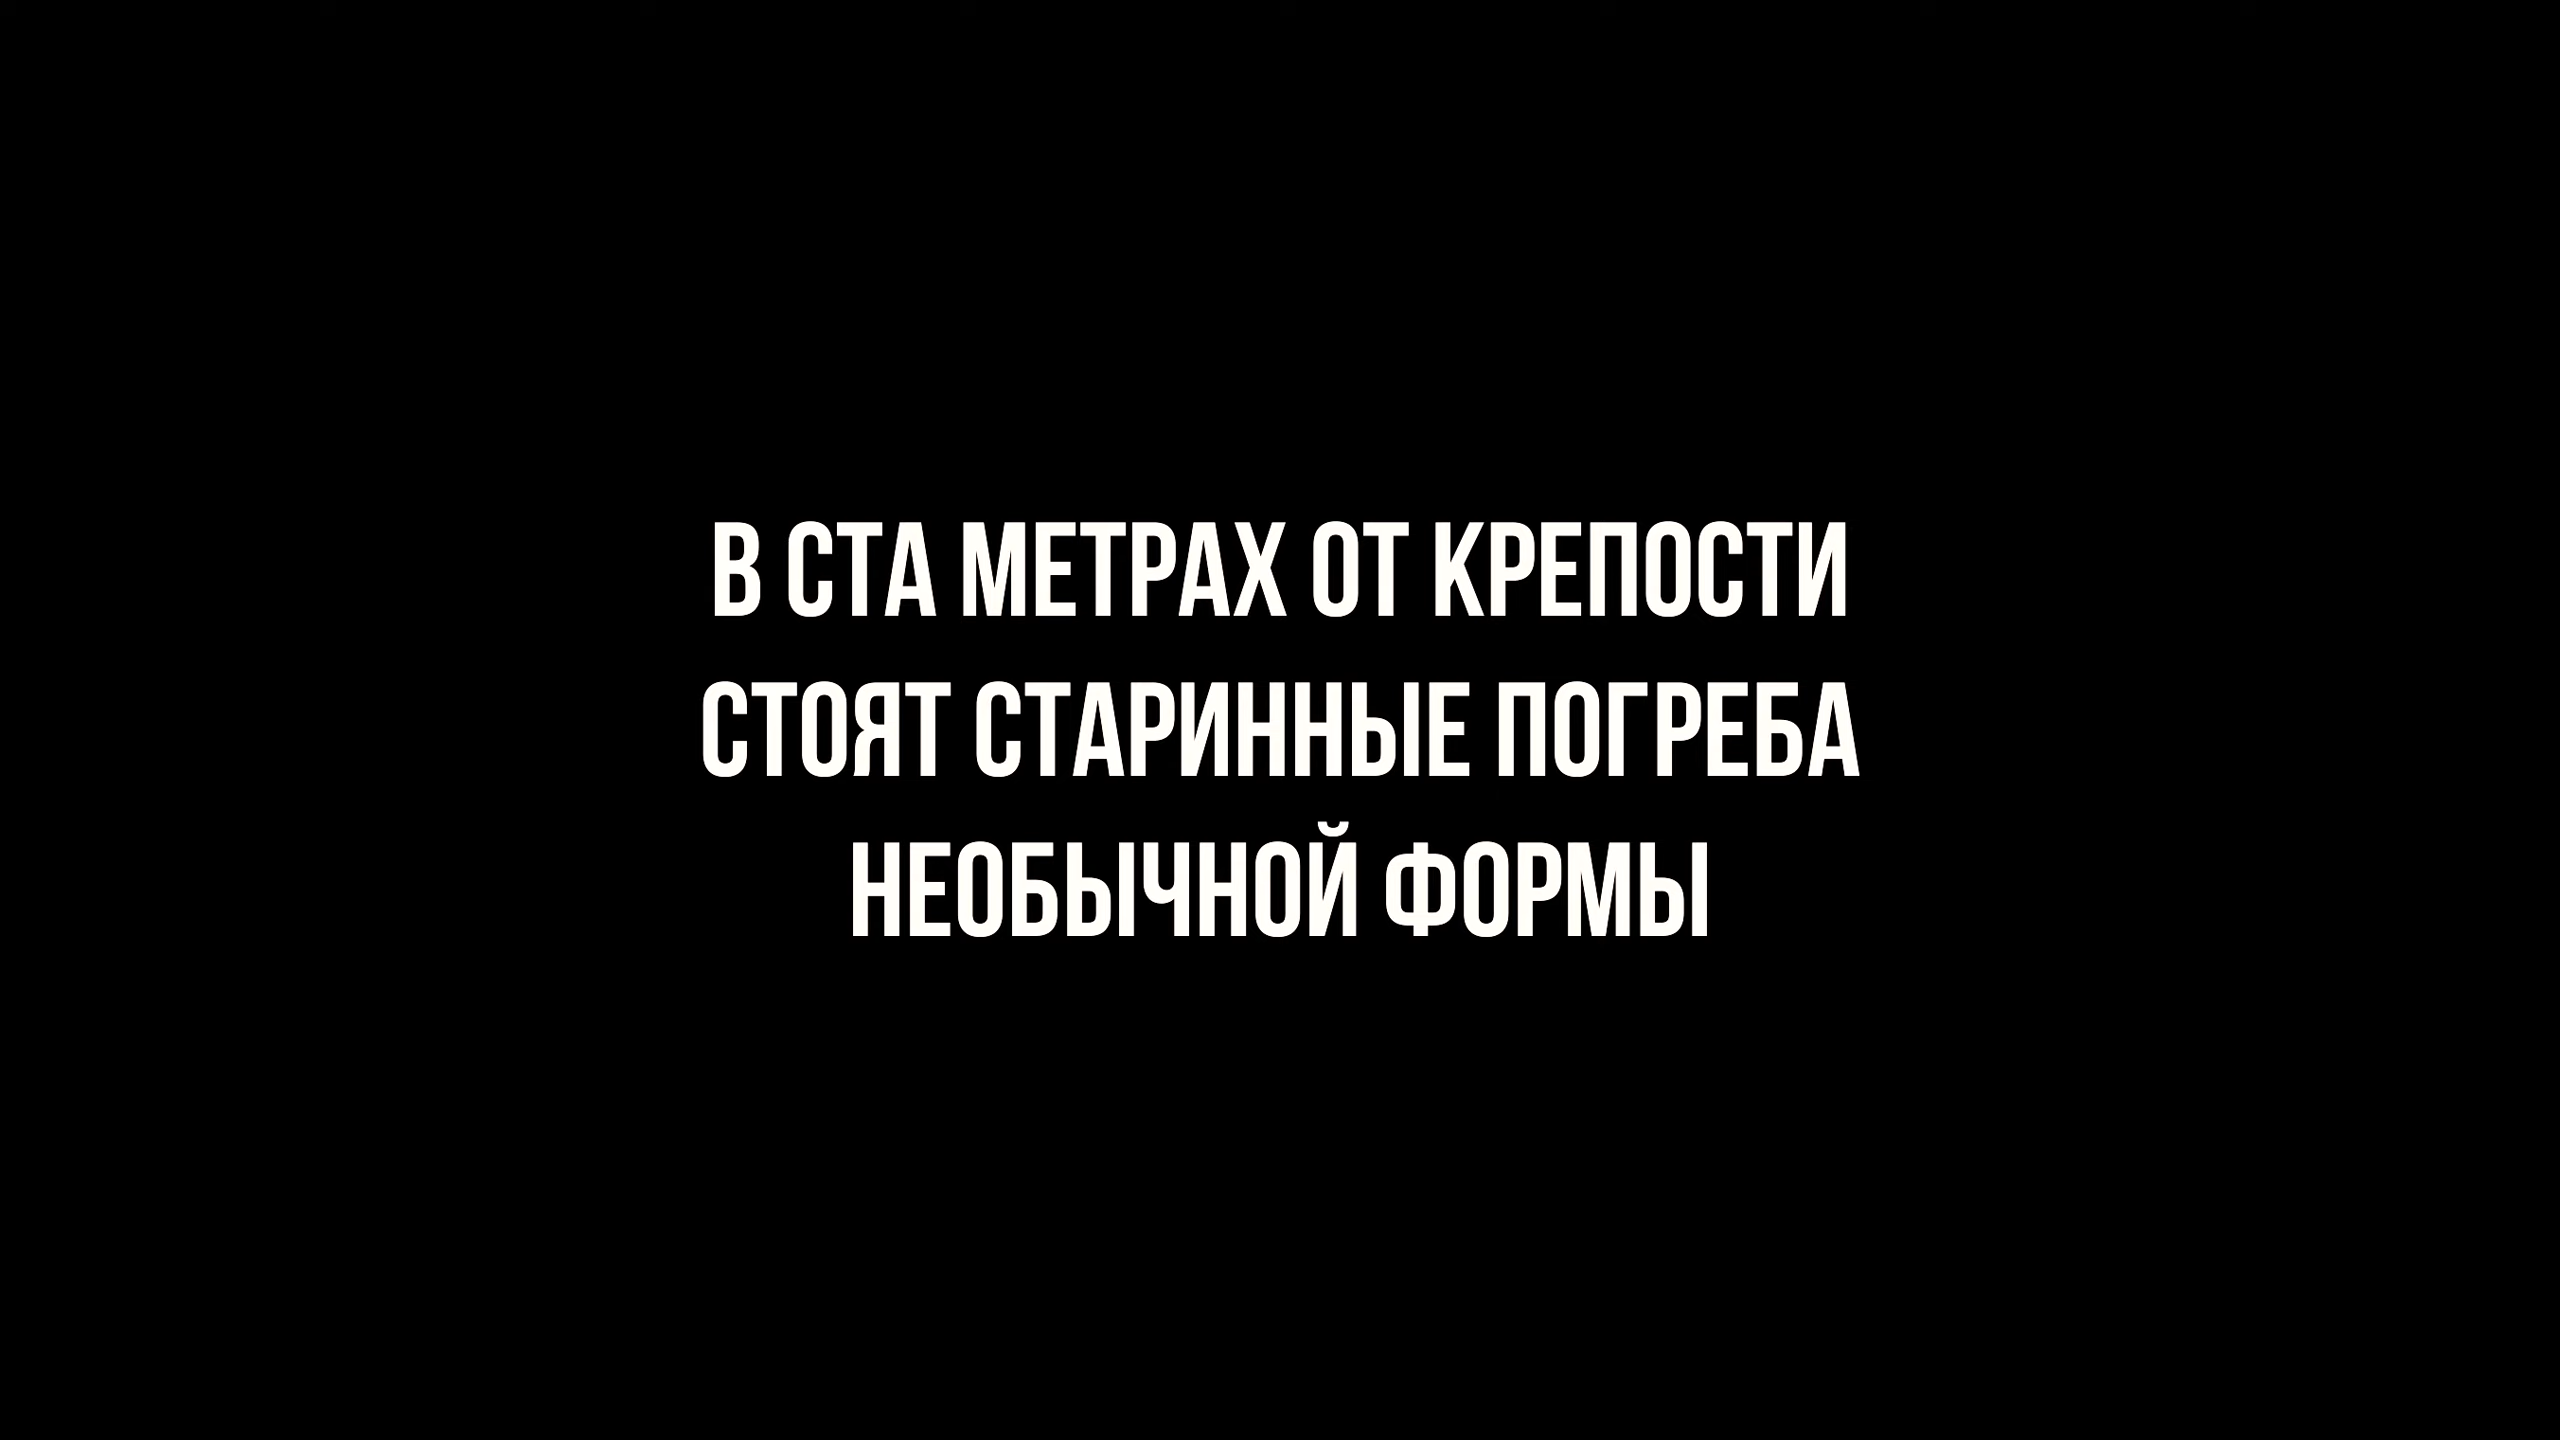 В СТА МЕТРАХ ОТ КРЕПОСТИ
СТОЯТ СТАРИННЫЕ ПОГРЕБА
НЕОБЫЧНОЙ ФОРМЫ